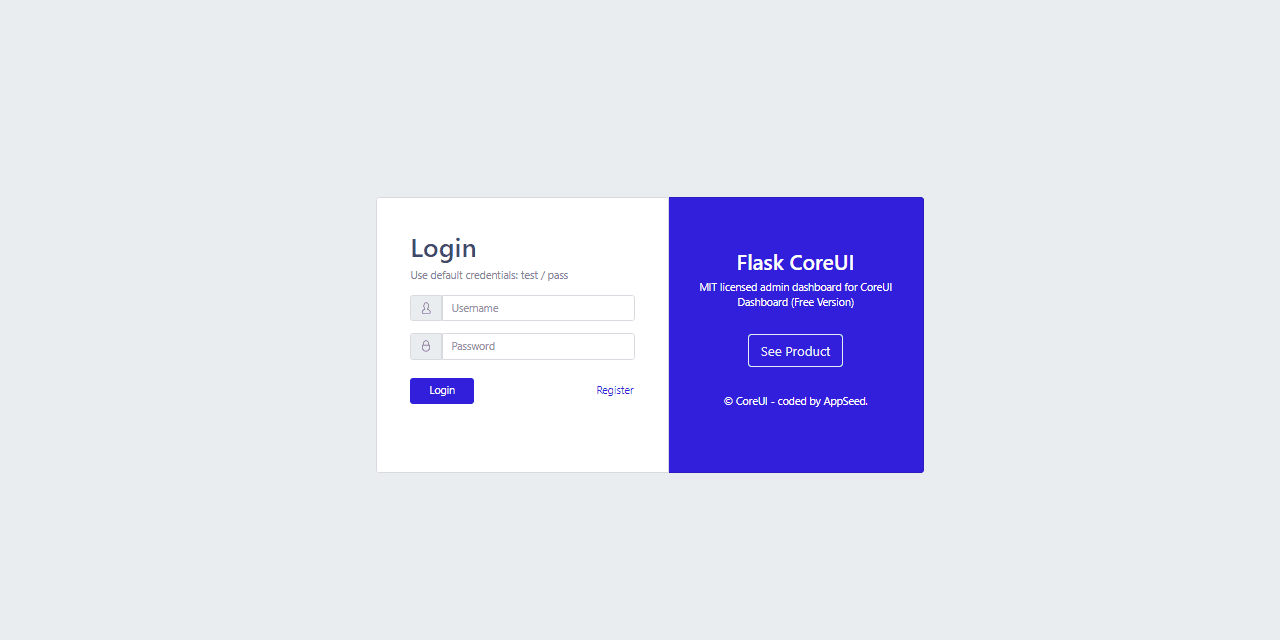 Login
Use default credentials: test / pass
Username
Password
Login
Register
Flask CoreUI
MIT licensed admin dashboard for CoreUI
Dashboard (Free Version)
See Product
© CoreUI - coded by AppSeed.